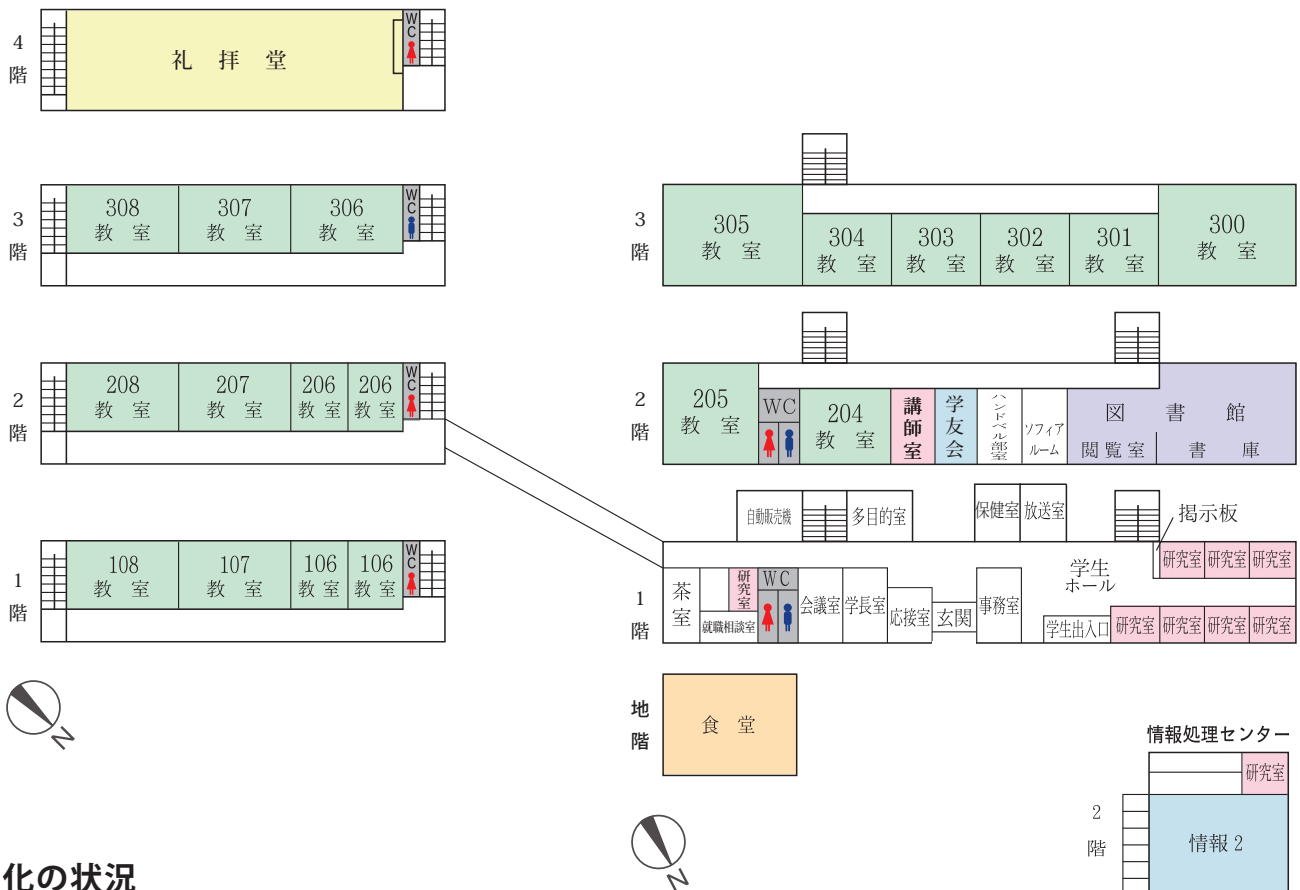 4
階
礼 拝 堂
WC
3
階
308
教 室
307
教 室
306
教 室
WC
2
階
208
教 室
207
教 室
206
教 室
206
教 室
WC
1
階
108
教 室
107
教 室
106
教 室
106
教 室
WC
N
3
階
305
教 室
304
教 室
303
教 室
302
教 室
301
教 室
300
教 室
2
階
205
教 室
WC
204
教 室
講師室
学友会
ハンドベル部室
ソフィア
ルーム
図 書 館
閲覧室
書 庫
1
階
自動販売機
多目的室
保健室
放送室
掲示板
茶室
研究室
就職相談室
WC
会議室
学長室
応接室
玄関
事務室
学生
ホール
学生出入口
研究室
研究室
研究室
研究室
研究室
研究室
研究室
地
階
食 堂
N
情報処理センター
研究室
2
階
情報 2
化の状況